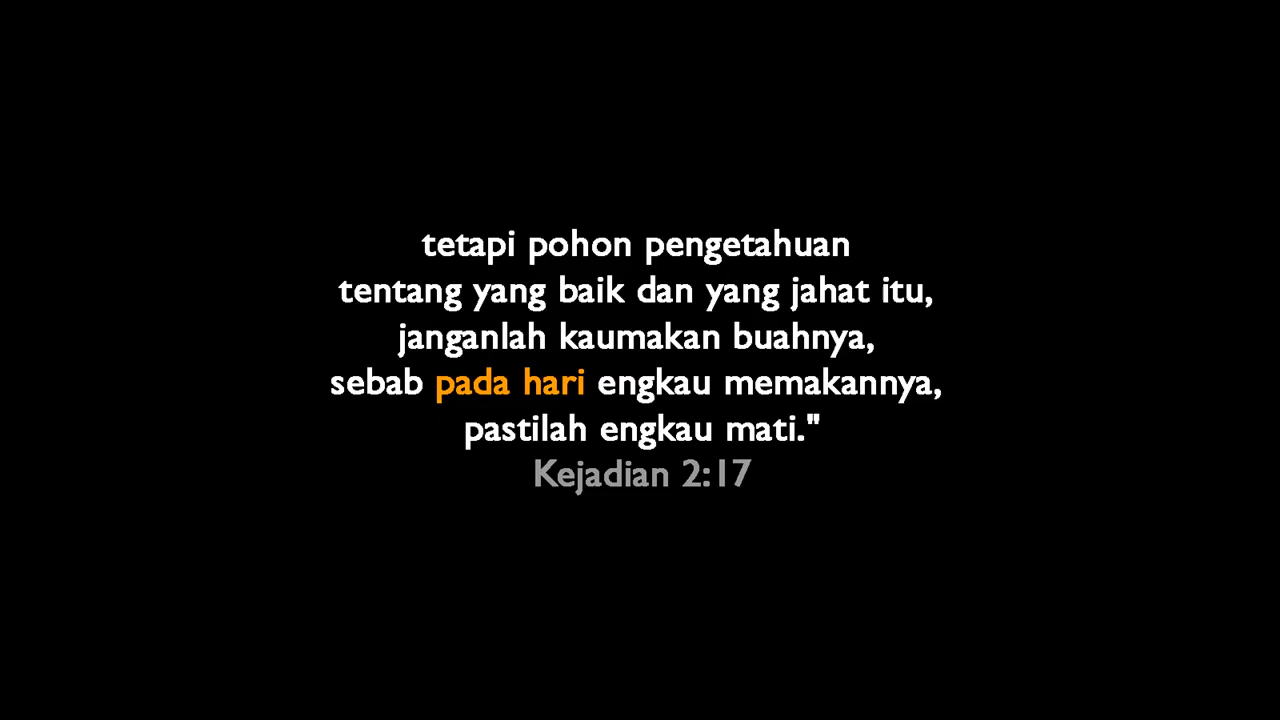 tetapi pohon pengetahuan
tentang yang baik dan yang jahat itu,
janganlah kaumakan buahnya,
sebab pada hari engkau memakannya,
pastilah engkau mati."
Kejadian 2:17